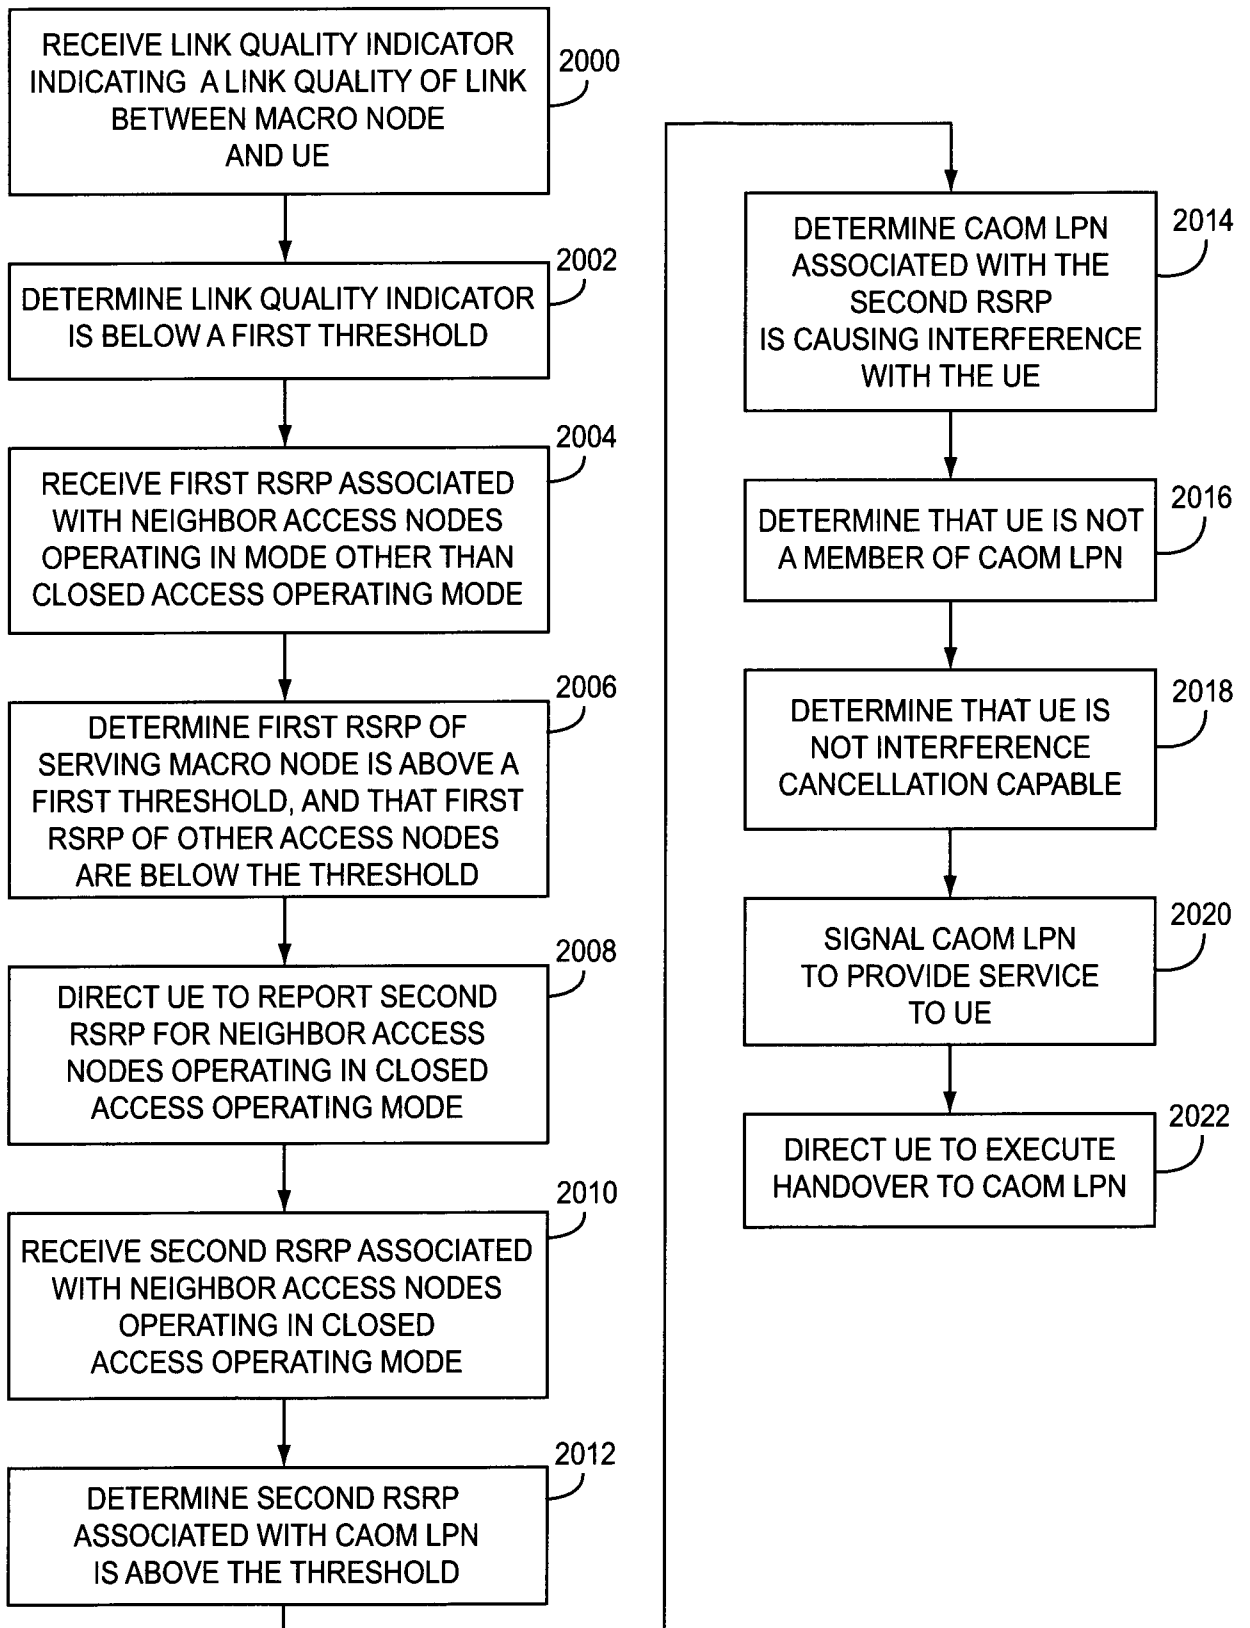 RECEIVE LINK QUALITY INDICATOR
INDICATING A LINK QUALITY OF LINK
BETWEEN MACRO NODE
AND UE
2000
DETERMINE LINK QUALITY INDICATOR
IS BELOW A FIRST THRESHOLD
2002
RECEIVE FIRST RSRP ASSOCIATED
WITH NEIGHBOR ACCESS NODES
OPERATING IN MODE OTHER THAN
CLOSED ACCESS OPERATING MODE
2004
DETERMINE FIRST RSRP OF
SERVING MACRO NODE IS ABOVE A
FIRST THRESHOLD, AND THAT FIRST
RSRP OF OTHER ACCESS NODES
ARE BELOW THE THRESHOLD
2006
DIRECT UE TO REPORT SECOND
RSRP FOR NEIGHBOR ACCESS
NODES OPERATING IN CLOSED
ACCESS OPERATING MODE
2008
RECEIVE SECOND RSRP ASSOCIATED
WITH NEIGHBOR ACCESS NODES
OPERATING IN CLOSED
ACCESS OPERATING MODE
2010
DETERMINE SECOND RSRP
ASSOCIATED WITH CAOM LPN
IS ABOVE THE THRESHOLD
2012
DETERMINE CAOM LPN
ASSOCIATED WITH THE
SECOND RSRP
IS CAUSING INTERFERENCE
WITH THE UE
2014
DETERMINE THAT UE IS NOT
A MEMBER OF CAOM LPN
2016
DETERMINE THAT UE IS
NOT INTERFERENCE
CANCELLATION CAPABLE
2018
SIGNAL CAOM LPN
TO PROVIDE SERVICE
TO UE
2020
DIRECT UE TO EXECUTE
HANDOVER TO CAOM LPN
2022